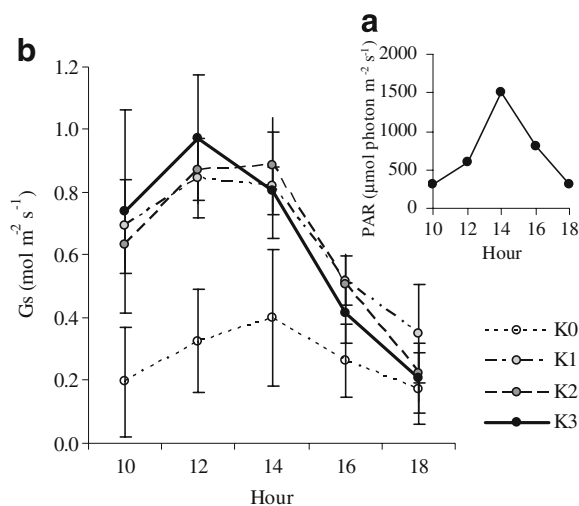 a
PAR (µmol photon m⁻² s⁻¹)
2000
1500
1000
500
0
10 12 14 16 18
Hour
b
Gs (mol m⁻² s⁻¹)
1.2
1.0
0.8
0.6
0.4
0.2
0.0
10 12 14 16 18
Hour
K0
K1
K2
K3